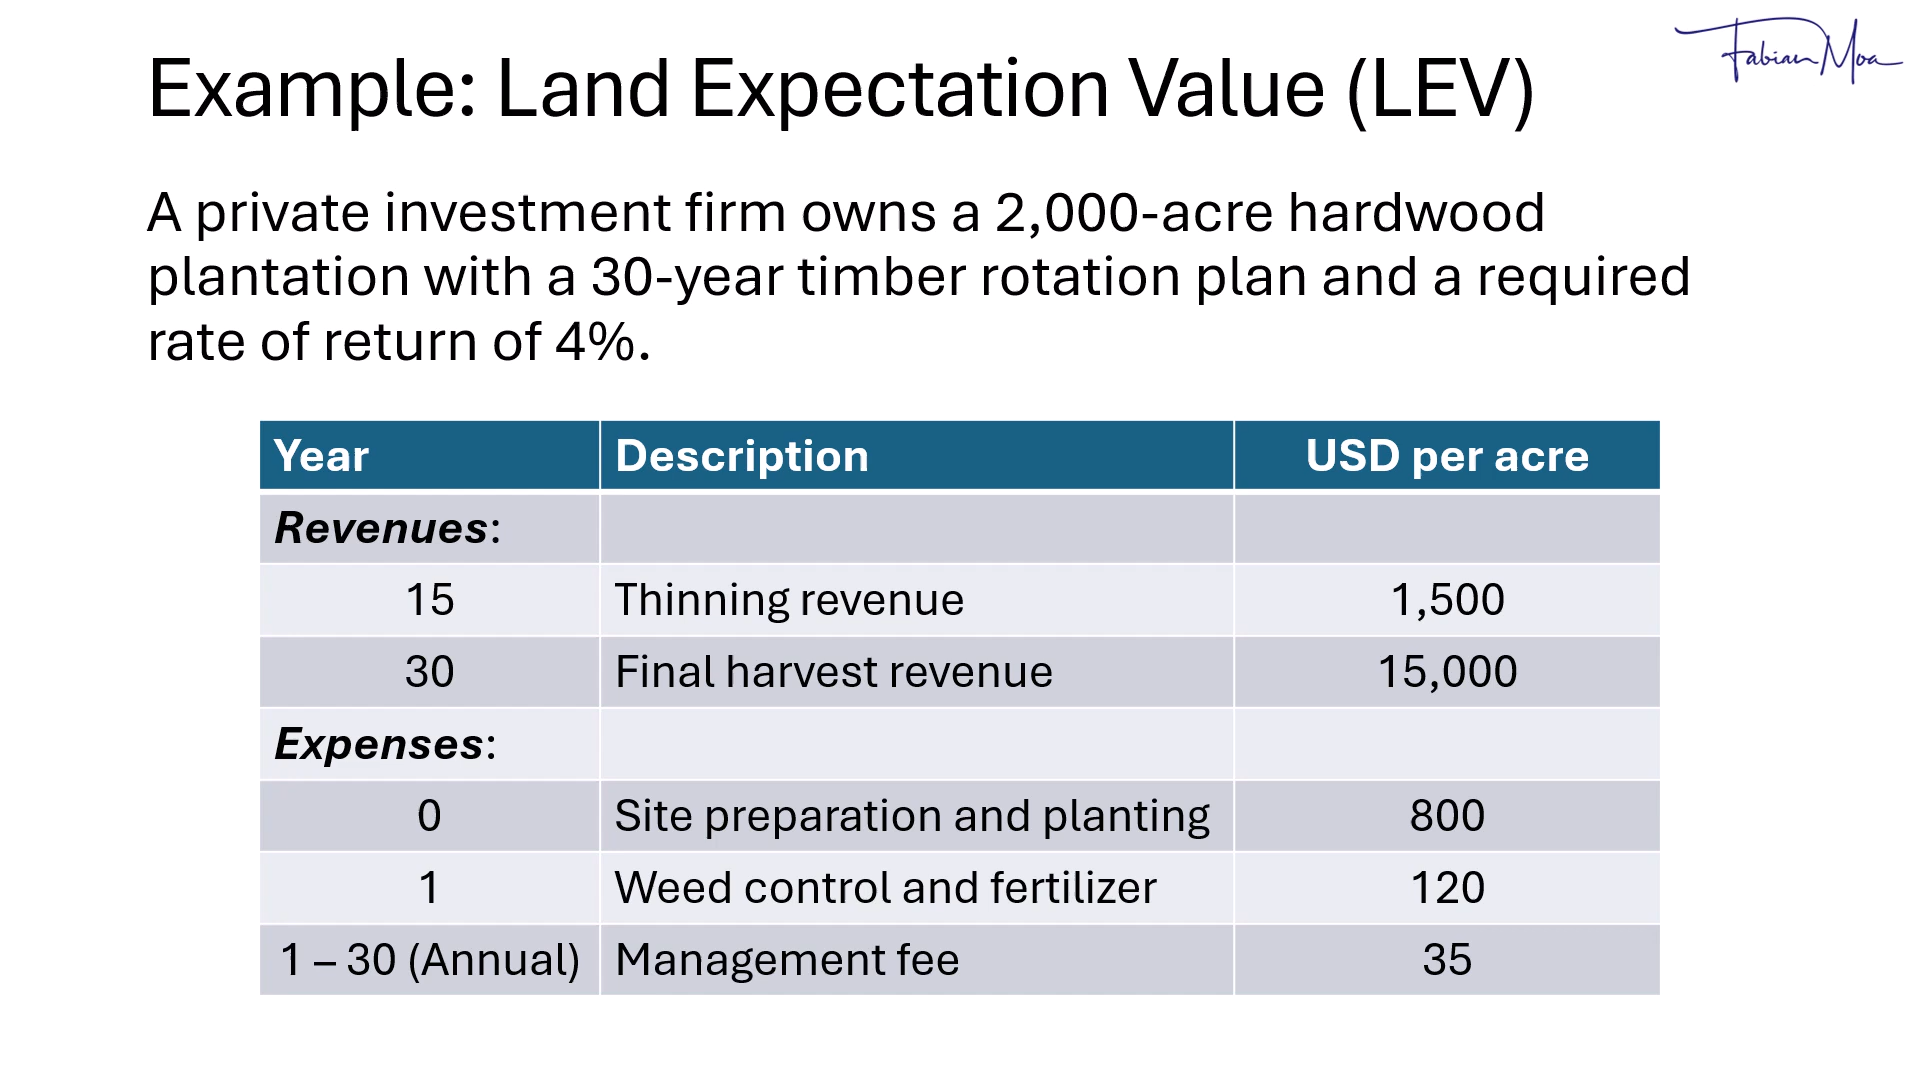 Fabian Moa
Example: Land Expectation Value (LEV)
A private investment firm owns a 2,000-acre hardwood
plantation with a 30-year timber rotation plan and a required
rate of return of 4%.
Year Description USD per acre
Revenues:
15 Thinning revenue 1,500
30 Final harvest revenue 15,000
Expenses:
0 Site preparation and planting 800
1 Weed control and fertilizer 120
1 – 30 (Annual) Management fee 35